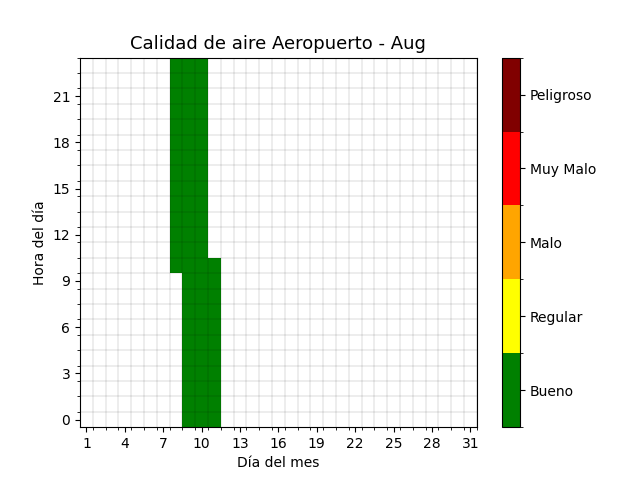 Calidad de aire Aeropuerto - Aug
21
18
15
12
9
6
3
0
Hora del día
1 4 7 10 13 16 19 22 25 28 31
Día del mes
Peligroso
Muy Malo
Malo
Regular
Bueno